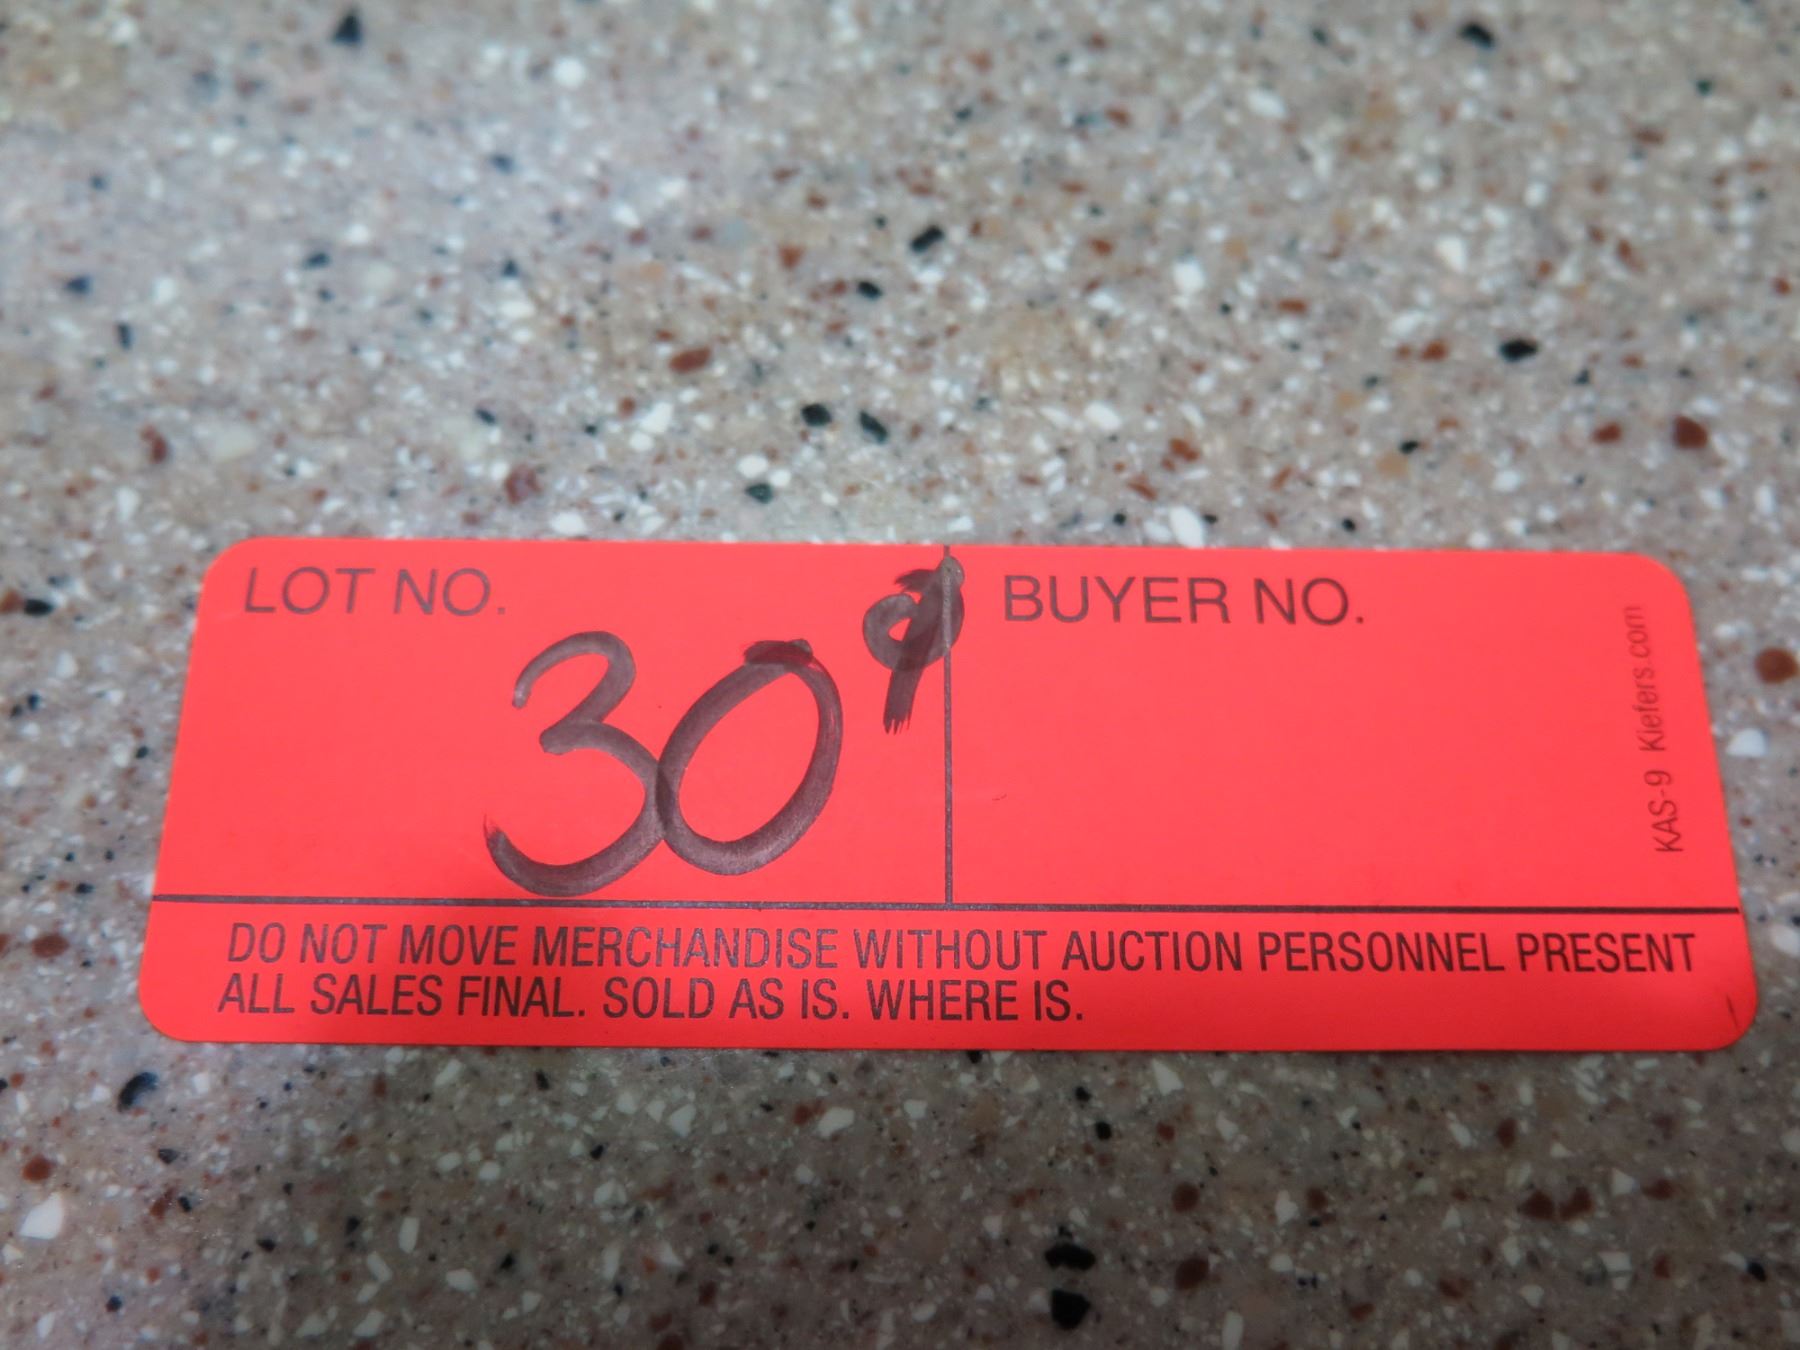 LOT NO.
309
BUYER NO.
KAS-9 Kiefers.com
DO NOT MOVE MERCHANDISE WITHOUT AUCTION PERSONNEL PRESENT
ALL SALES FINAL. SOLD AS IS. WHERE IS.